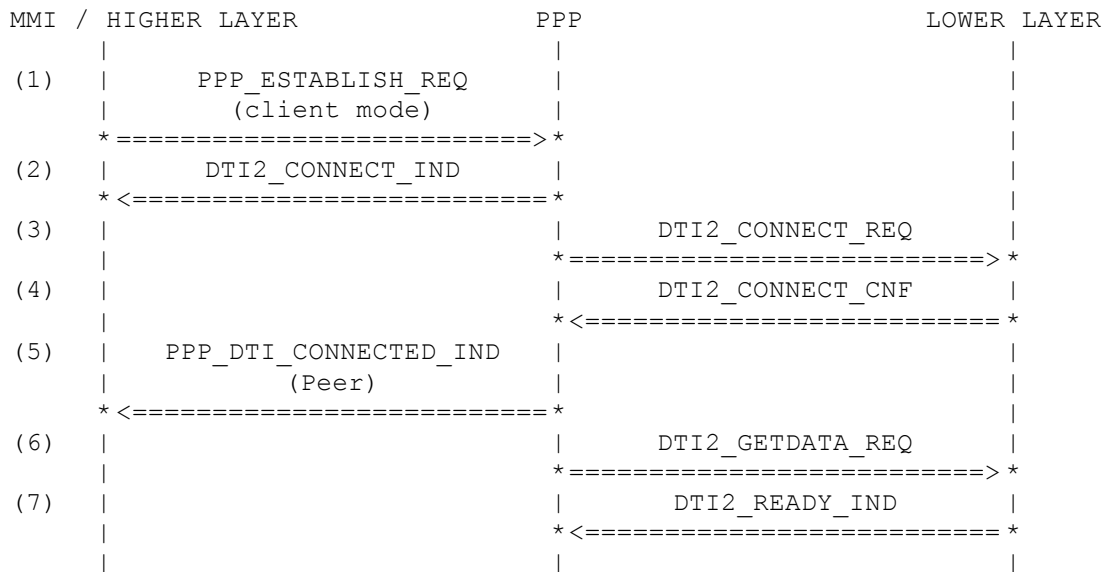 MMI / HIGHER LAYER PPP LOWER LAYER
| | |
(1) | PPP_ESTABLISH_REQ | |
| (client mode) | |
*==========================>* |
(2) | DTI2_CONNECT_IND | |
*<==========================* |
(3) | | DTI2_CONNECT_REQ |
| *==========================>*
(4) | | DTI2_CONNECT_CNF |
| *<==========================*
(5) | PPP_DTI_CONNECTED_IND | |
| (Peer) | |
*<==========================* |
(6) | | DTI2_GETDATA_REQ |
| *==========================>*
(7) | | DTI2_READY_IND |
| *<==========================*
| | |